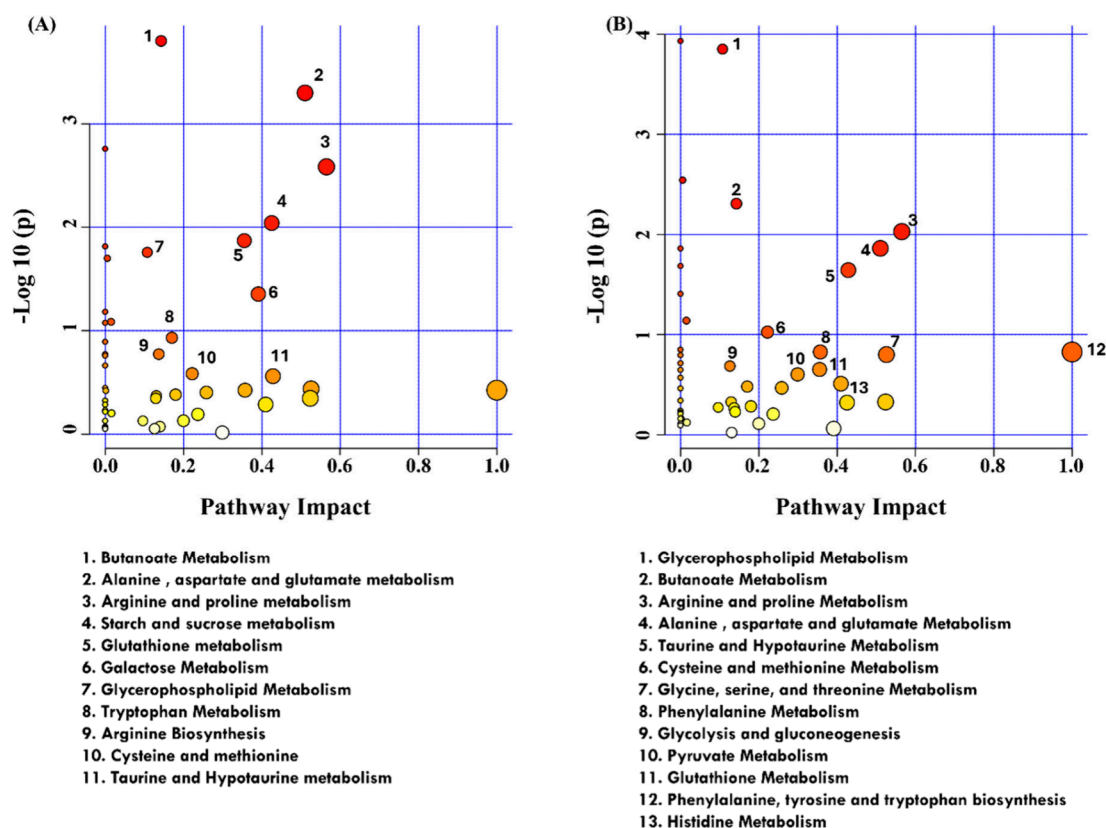 (A)
1
2
3
3
4
2
5
7
6
1
8
9
10
11
0
0.0 0.2 0.4 0.6 0.8 1.0
-Log 10 (p)
Pathway Impact
1. Butanoate Metabolism
2. Alanine , aspartate and glutamate metabolism
3. Arginine and proline metabolism
4. Starch and sucrose metabolism
5. Glutathione metabolism
6. Galactose Metabolism
7. Glycerophospholipid Metabolism
8. Tryptophan Metabolism
9. Arginine Biosynthesis
10. Cysteine and methionine
11. Taurine and Hypotaurine metabolism
(B)
4
1
3
2
3
2
4
5
6
1
8
7
12
9
10
11
13
0
0.0 0.2 0.4 0.6 0.8 1.0
-Log 10 (p)
Pathway Impact
1. Glycerophospholipid Metabolism
2. Butanoate Metabolism
3. Arginine and proline Metabolism
4. Alanine , aspartate and glutamate Metabolism
5. Taurine and Hypotaurine Metabolism
6. Cysteine and methionine Metabolism
7. Glycine, serine, and threonine Metabolism
8. Phenylalanine Metabolism
9. Glycolysis and gluconeogenesis
10. Pyruvate Metabolism
11. Glutathione Metabolism
12. Phenylalanine, tyrosine and tryptophan biosynthesis
13. Histidine Metabolism